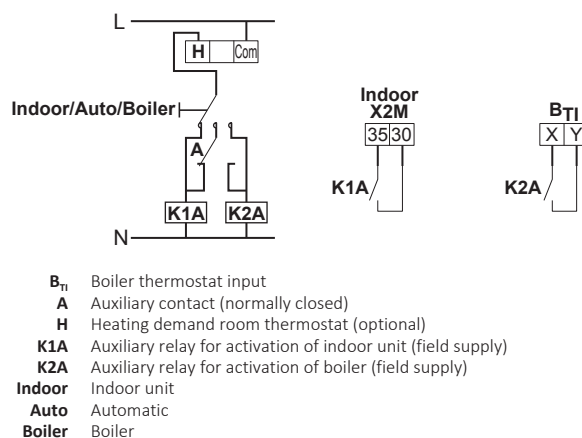 L
H Com
Indoor/Auto/Boiler
A
K1A K2A
N
Indoor
X2M
35 30
K1A
BTI
X Y
K2A
BTI Boiler thermostat input
A Auxiliary contact (normally closed)
H Heating demand room thermostat (optional)
K1A Auxiliary relay for activation of indoor unit (field supply)
K2A Auxiliary relay for activation of boiler (field supply)
Indoor Indoor unit
Auto Automatic
Boiler Boiler